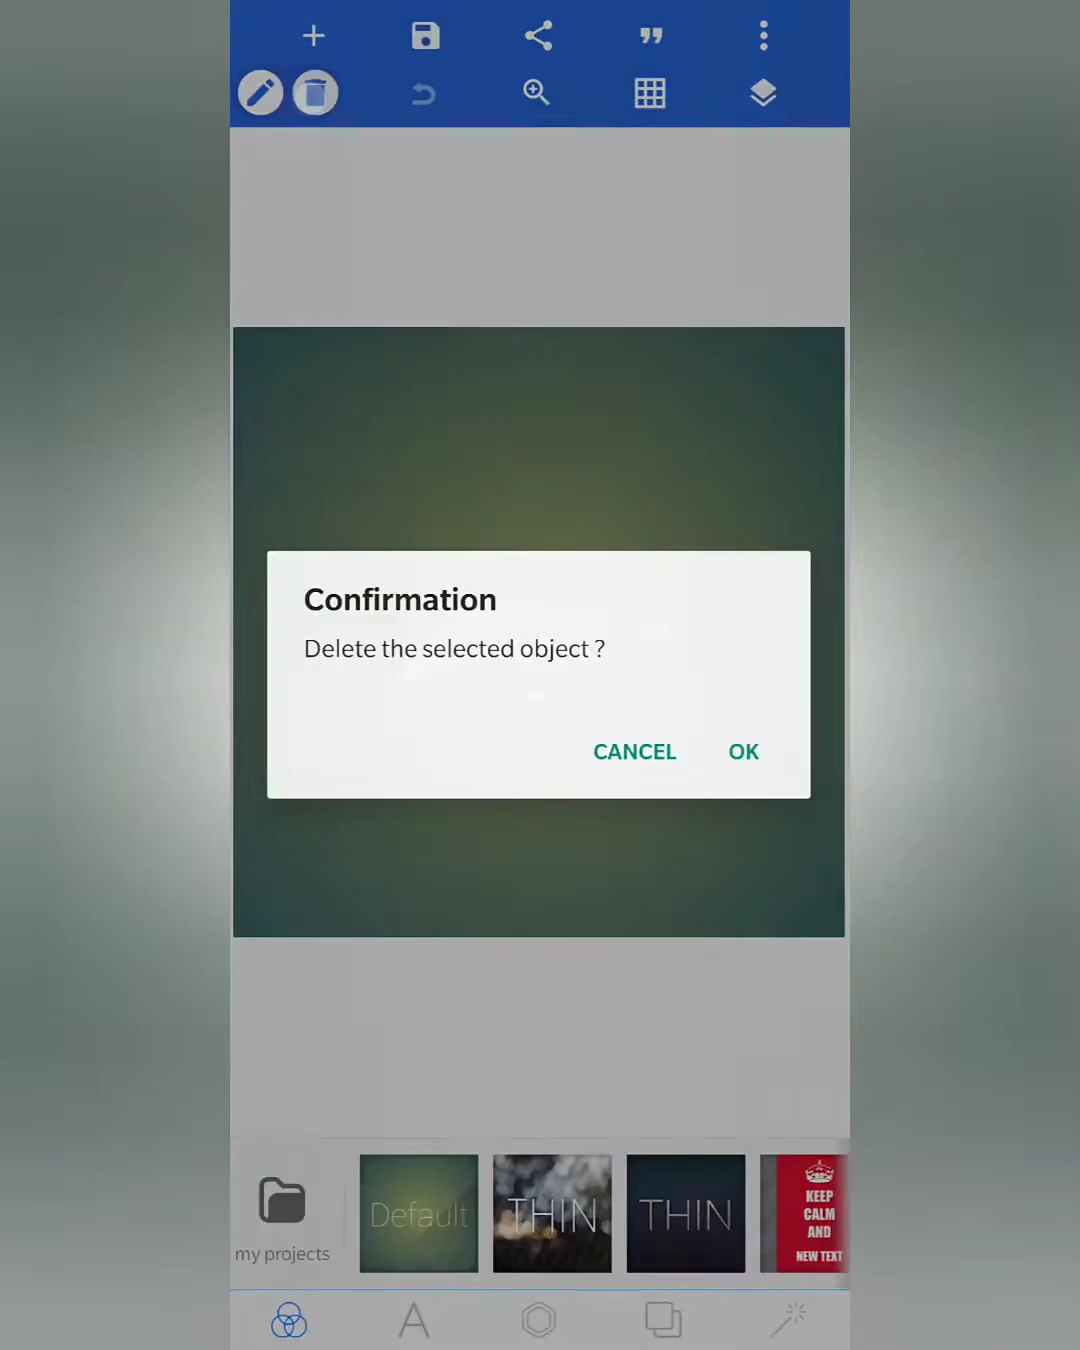 Confirmation
Delete the selected object ?
CANCEL OK
my projects
Default
THIN
THIN
KEEP
CALM
AND
NEW TEXT